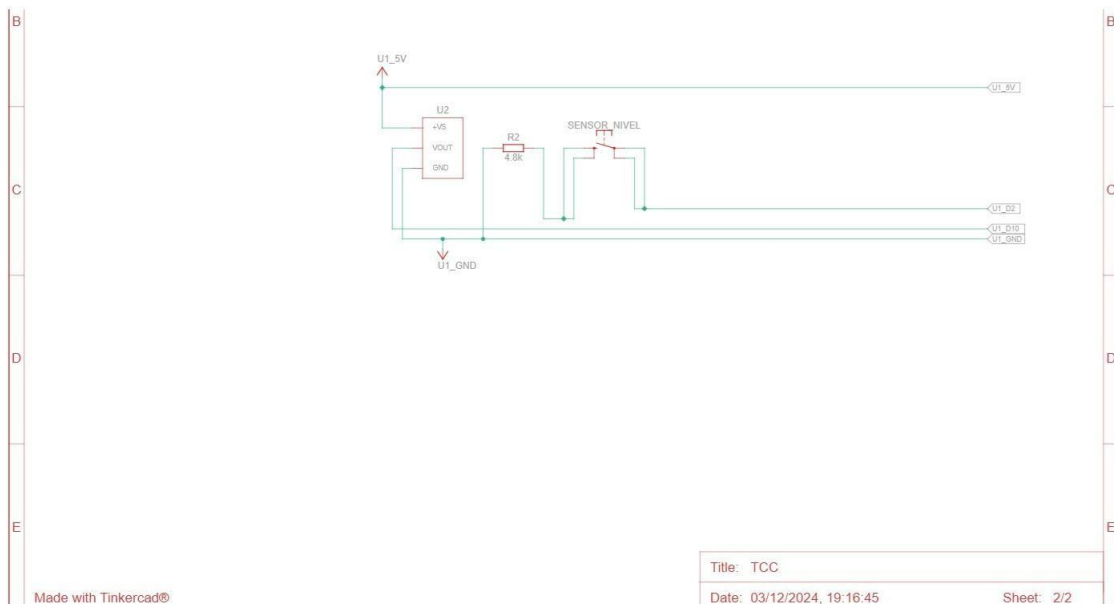 B
B
U1_5V
U1_5V
U2
+VS
VOUT
GND
R2
4.8k
SENSOR_NIVEL
C
C
U1_D2
U1_D10
U1_GND
U1_GND
D
D
E
E
Title: TCC
Made with Tinkercad®
Date: 03/12/2024, 19:16:45 Sheet: 2/2